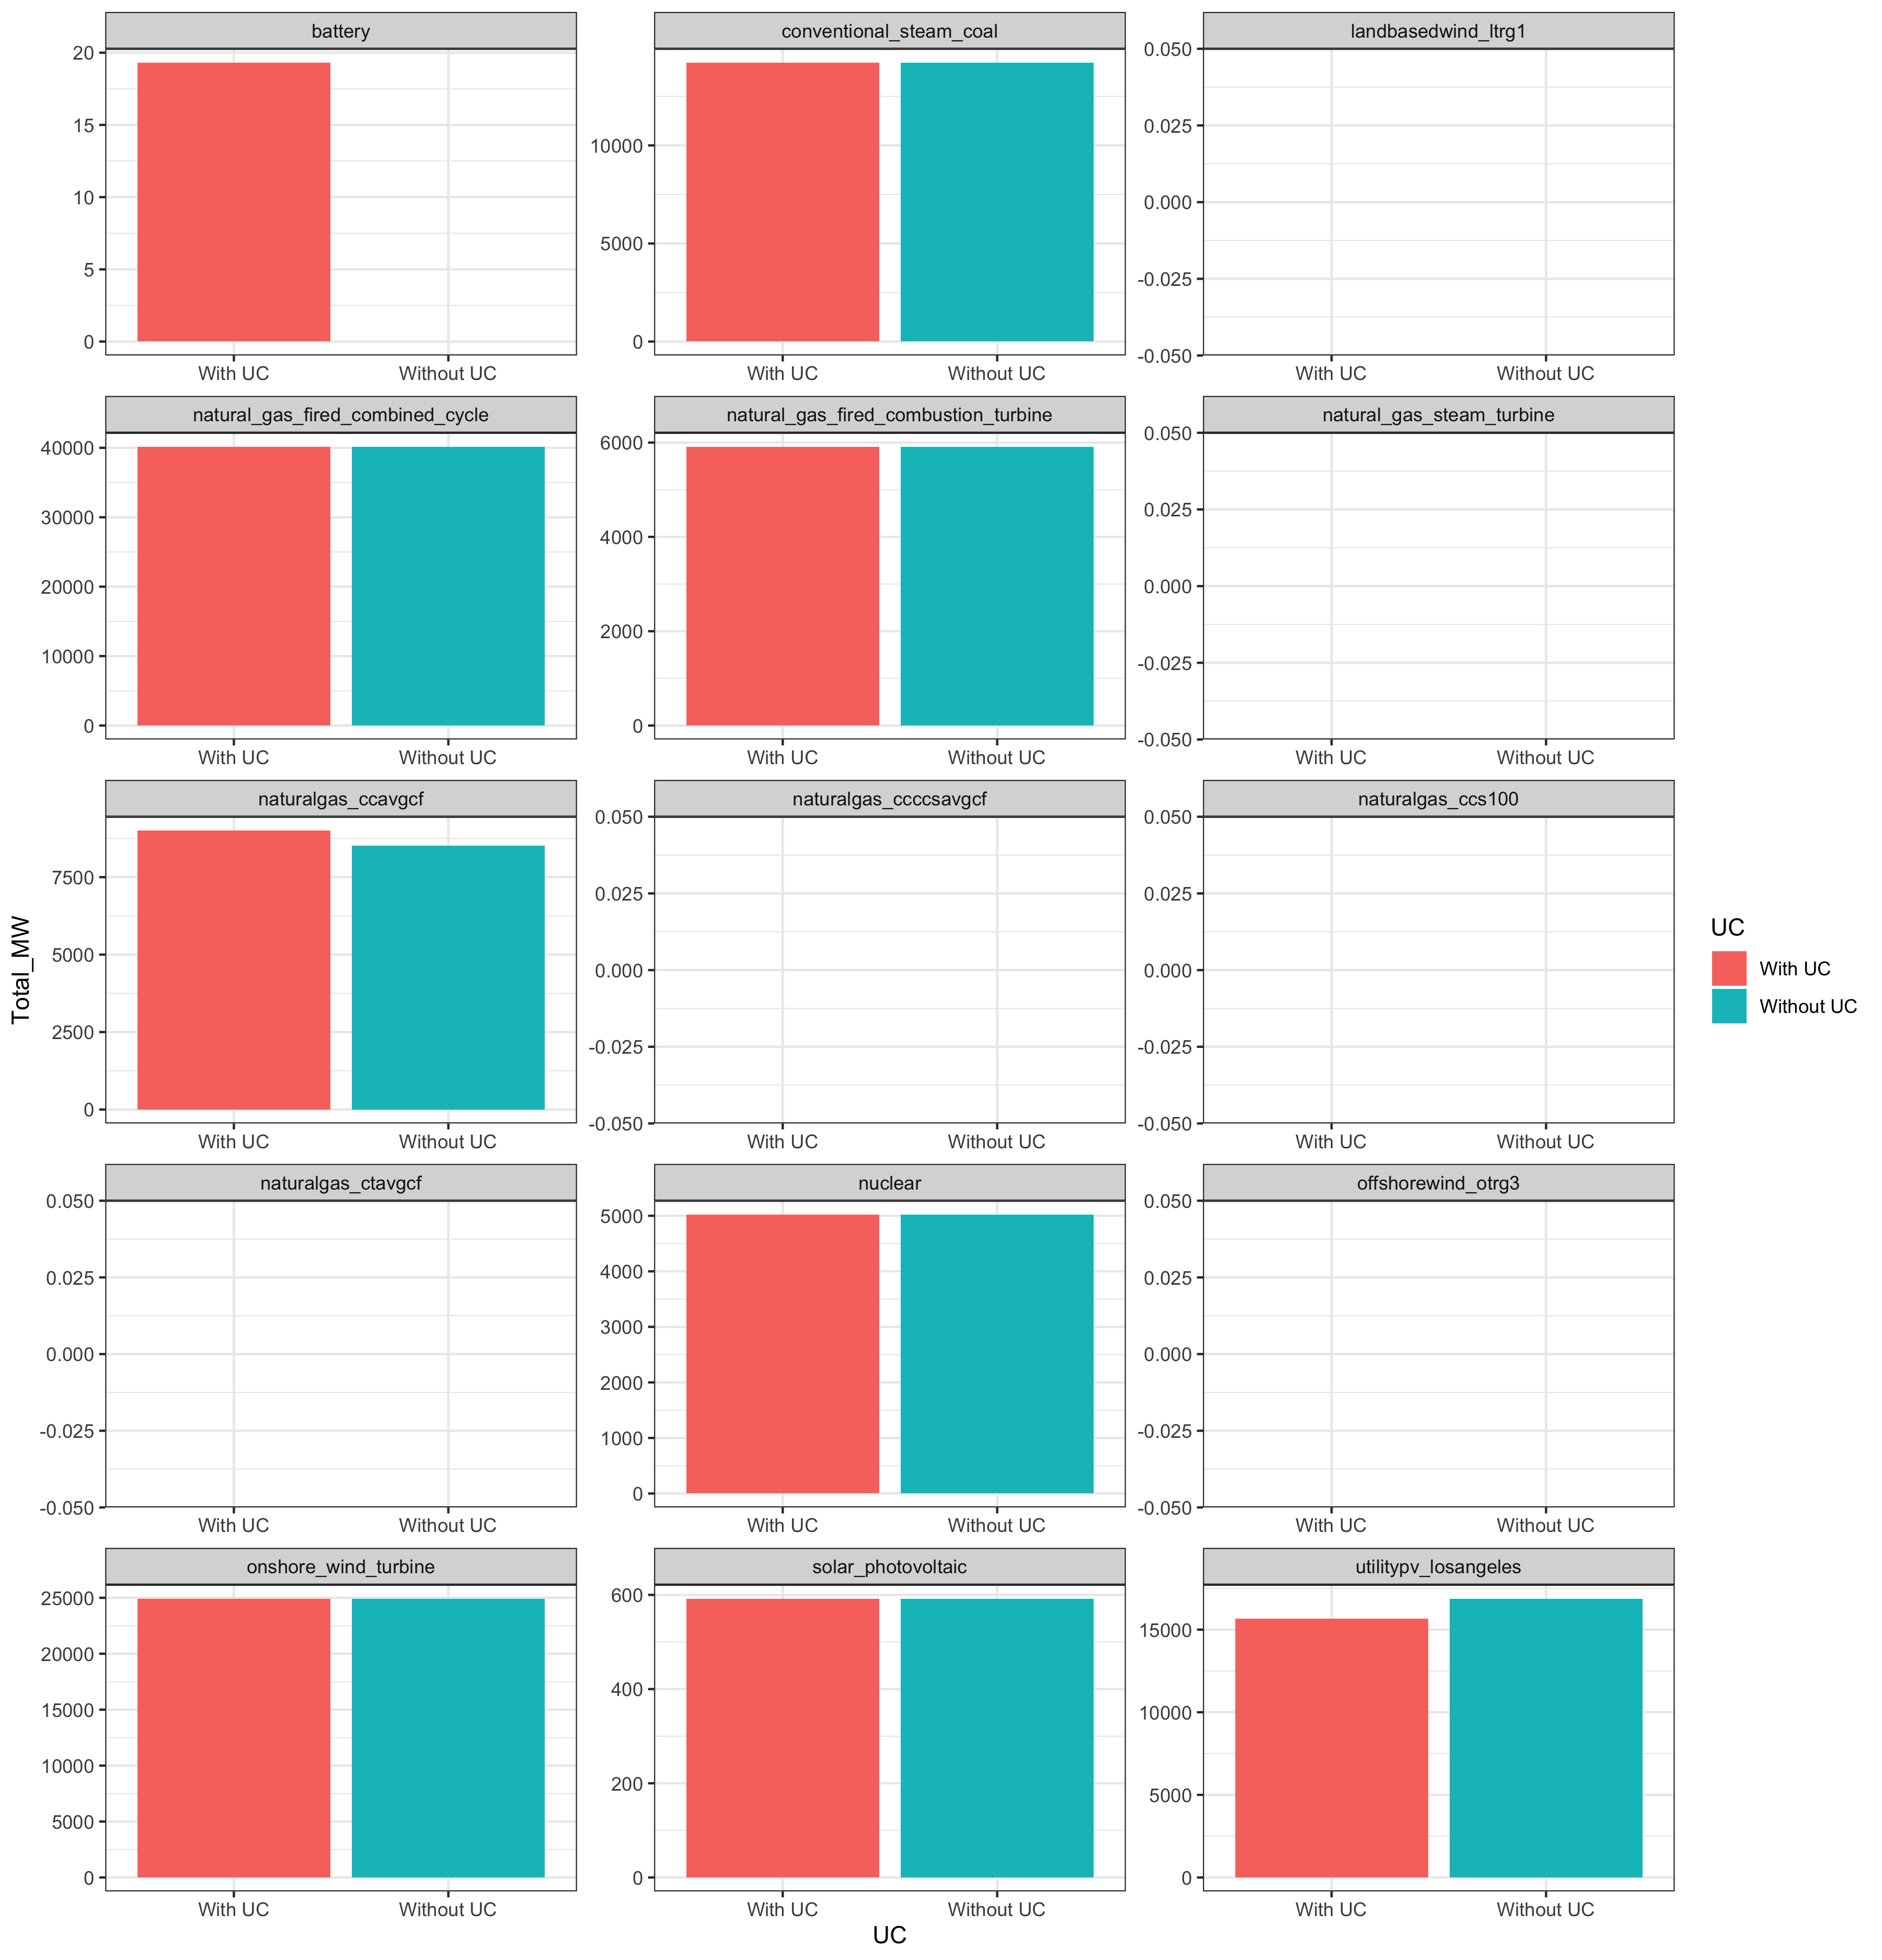 battery
conventional_steam_coal
landbasedwind_ltrg1
20
15
10
5
0
With UC
Without UC
10000
5000
0
With UC
Without UC
0.050
0.025
0.000
-0.025
-0.050
With UC
Without UC
natural_gas_fired_combined_cycle
natural_gas_fired_combustion_turbine
natural_gas_steam_turbine
40000
30000
20000
10000
0
With UC
Without UC
6000
4000
2000
0
With UC
Without UC
0.050
0.025
0.000
-0.025
-0.050
With UC
Without UC
naturalgas_ccavgcf
naturalgas_ccccsavgcf
naturalgas_ccs100
7500
5000
2500
0
With UC
Without UC
0.050
0.025
0.000
-0.025
-0.050
With UC
Without UC
0.050
0.025
0.000
-0.025
-0.050
With UC
Without UC
naturalgas_ctavgcf
nuclear
offshorewind_otrg3
0.050
0.025
0.000
-0.025
-0.050
With UC
Without UC
5000
4000
3000
2000
1000
0
With UC
Without UC
0.050
0.025
0.000
-0.025
-0.050
With UC
Without UC
onshore_wind_turbine
solar_photovoltaic
utilitypv_losangeles
25000
20000
15000
10000
5000
0
With UC
Without UC
600
400
200
0
With UC
Without UC
15000
10000
5000
0
With UC
Without UC
Total_MW
UC
UC
With UC
Without UC